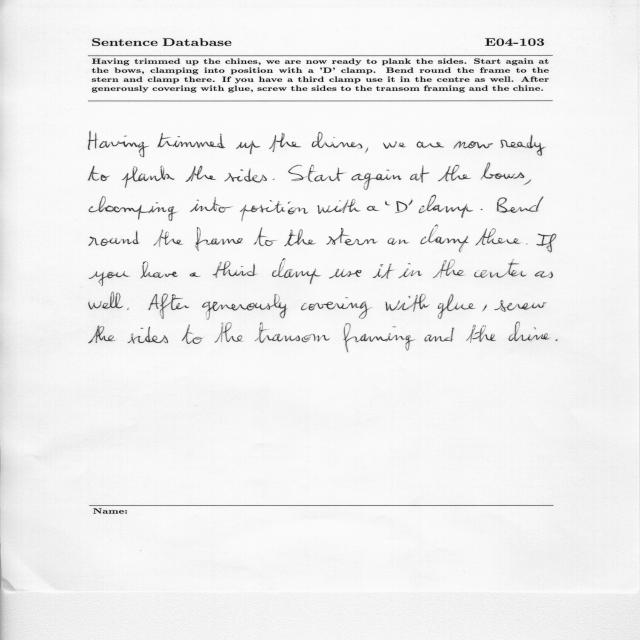 Sentence Database E04-103
Having trimmed up the chines, we are now ready to plank the sides. Start again at
the bows, clamping into position with a 'D' clamp. Bend round the frame to the
stern and clamp there. If you have a third clamp use it in the centre as well. After
generously covering with glue, screw the sides to the transom framing and the chine.
Having trimmed up the chines, we are now ready
to plank the sides. Start again at the bows,
clamping into position with a 'D' clamp. Bend
round the frame to the stern an clamp there. If
you have a third clamp use it in the center as
well. After generously covering with glue, screw
the sides to the transom framing and the chine.
Name: